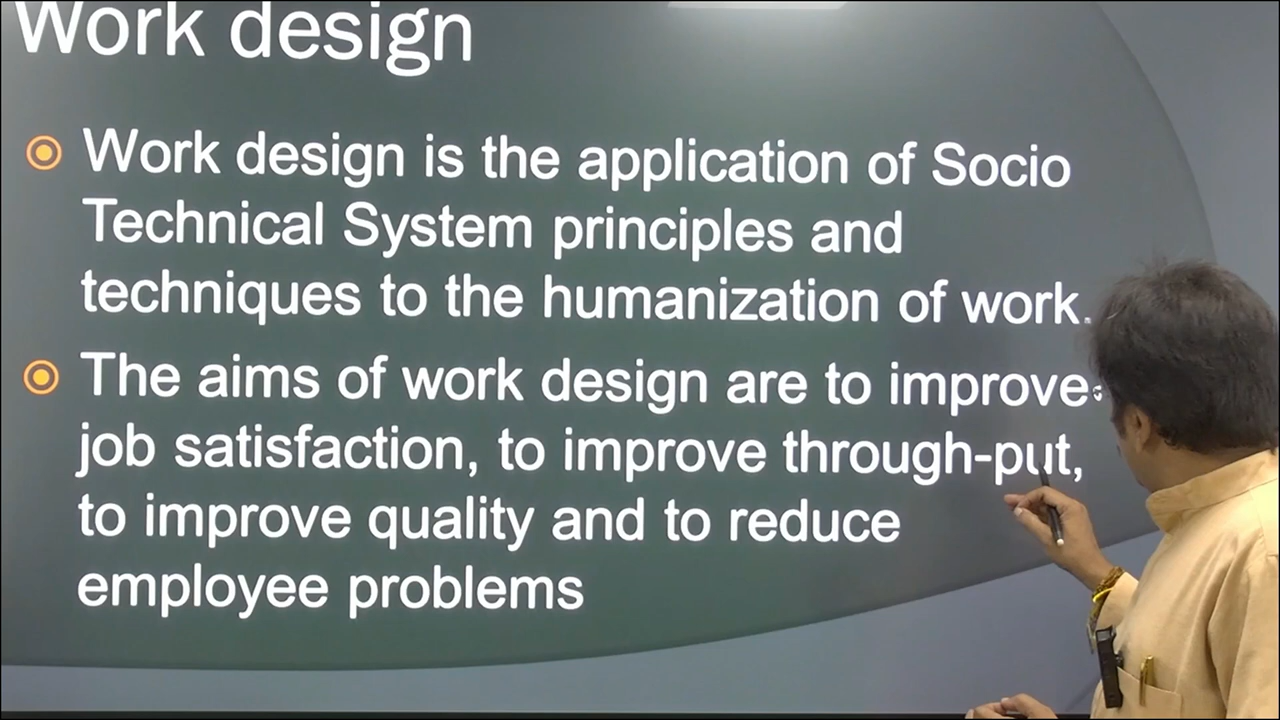 Work design
Work design is the application of Socio
Technical System principles and
techniques to the humanization of work.
The aims of work design are to improve
job satisfaction, to improve through-put,
to improve quality and to reduce
employee problems